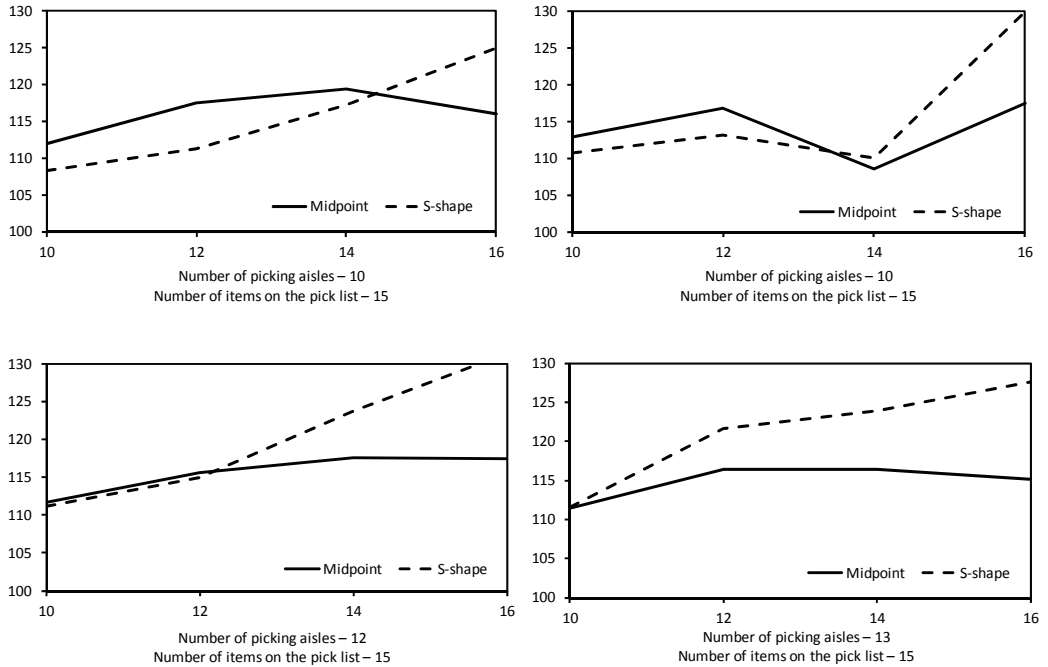 130
125
120
115
110
105
100
Midpoint S-shape
10 12 14 16
Number of picking aisles – 10
Number of items on the pick list – 15
130
125
120
115
110
105
100
Midpoint S-shape
10 12 14 16
Number of picking aisles – 10
Number of items on the pick list – 15
130
125
120
115
110
105
100
Midpoint S-shape
10 12 14 16
Number of picking aisles – 12
Number of items on the pick list – 15
130
125
120
115
110
105
100
Midpoint S-shape
10 12 14 16
Number of picking aisles – 13
Number of items on the pick list – 15